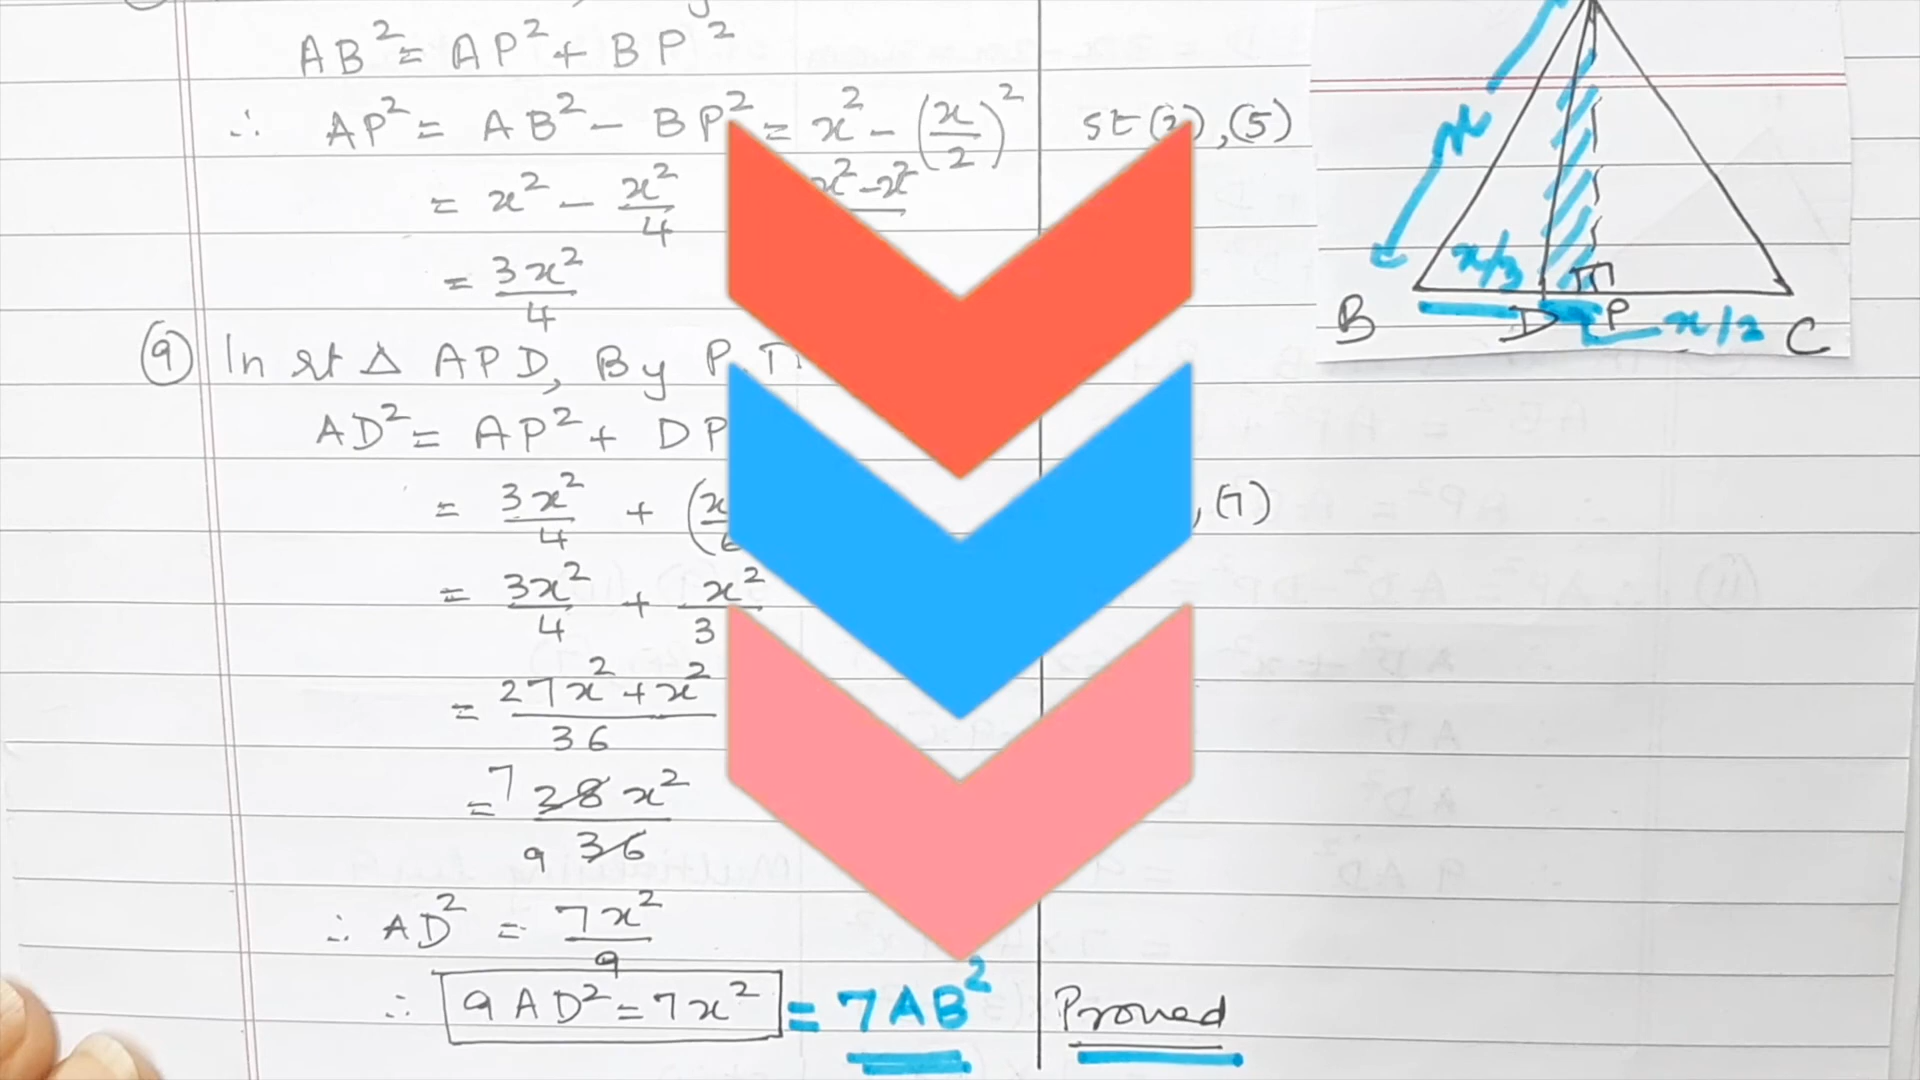 AB² = AP² + BP²
∴ AP² = AB² − BP² = x² − (x/2)² st (2), (5)
= x² − x²/4
= 3x²/4
(9) In rt △ APD, By P.T
AD² = AP² + DP
= 3x²/4 + (x , (7)
= 3x²/4 + x²/3
= 27x² + x²/36
= 7 28x²/9 36
∴ AD² = 7x²/9
∴ 9AD² = 7x² = 7AB² Proved
x
x/3
B D P x/2 C